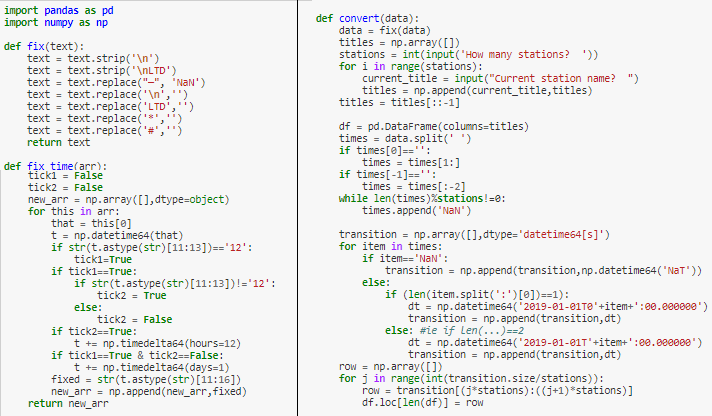 import pandas as pd
import numpy as np

def fix(text):
    text = text.strip('\n')
    text = text.strip('\nLTD')
    text = text.replace("—", 'NaN')
    text = text.replace('\n','')
    text = text.replace('LTD','')
    text = text.replace('*','')
    text = text.replace('#','')
    return text

def fix_time(arr):
    tick1 = False
    tick2 = False
    new_arr = np.array([],dtype=object)
    for this in arr:
        that = this[0]
        t = np.datetime64(that)
        if str(t.astype(str)[11:13])=='12':
            tick1=True
        if tick1==True:
            if str(t.astype(str)[11:13])!='12':
                tick2 = True
            else:
                tick2 = False
        if tick2==True:
            t += np.timedelta64(hours=12)
        if tick1==True & tick2==False:
            t += np.timedelta64(days=1)
        fixed = str(t.astype(str)[11:16])
        new_arr = np.append(new_arr,fixed)
    return new_arr

def convert(data):
    data = fix(data)
    titles = np.array([])
    stations = int(input('How many stations?  '))
    for i in range(stations):
        current_title = input("Current station name?  ")
        titles = np.append(current_title,titles)
    titles = titles[::-1]

    df = pd.DataFrame(columns=titles)
    times = data.split(' ')
    if times[0]=='':
        times = times[1:]
    if times[-1]=='':
        times = times[:-2]
    while len(times)%stations!=0:
        times.append('NaN')

    transition = np.array([],dtype='datetime64[s]')
    for item in times:
        if item=='NaN':
            transition = np.append(transition,np.datetime64('NaT'))
        else:
            if (len(item.split(':')[0])==1):
                dt = np.datetime64('2019-01-01T0'+item+':00.000000')
                transition = np.append(transition,dt)
            else: #ie if Len(...)==2
                dt = np.datetime64('2019-01-01T'+item+':00.000000')
                transition = np.append(transition,dt)
    row = np.array([])
    for j in range(int(transition.size/stations)):
        row = transition[(j*stations):((j+1)*stations)]
        df.loc[len(df)] = row